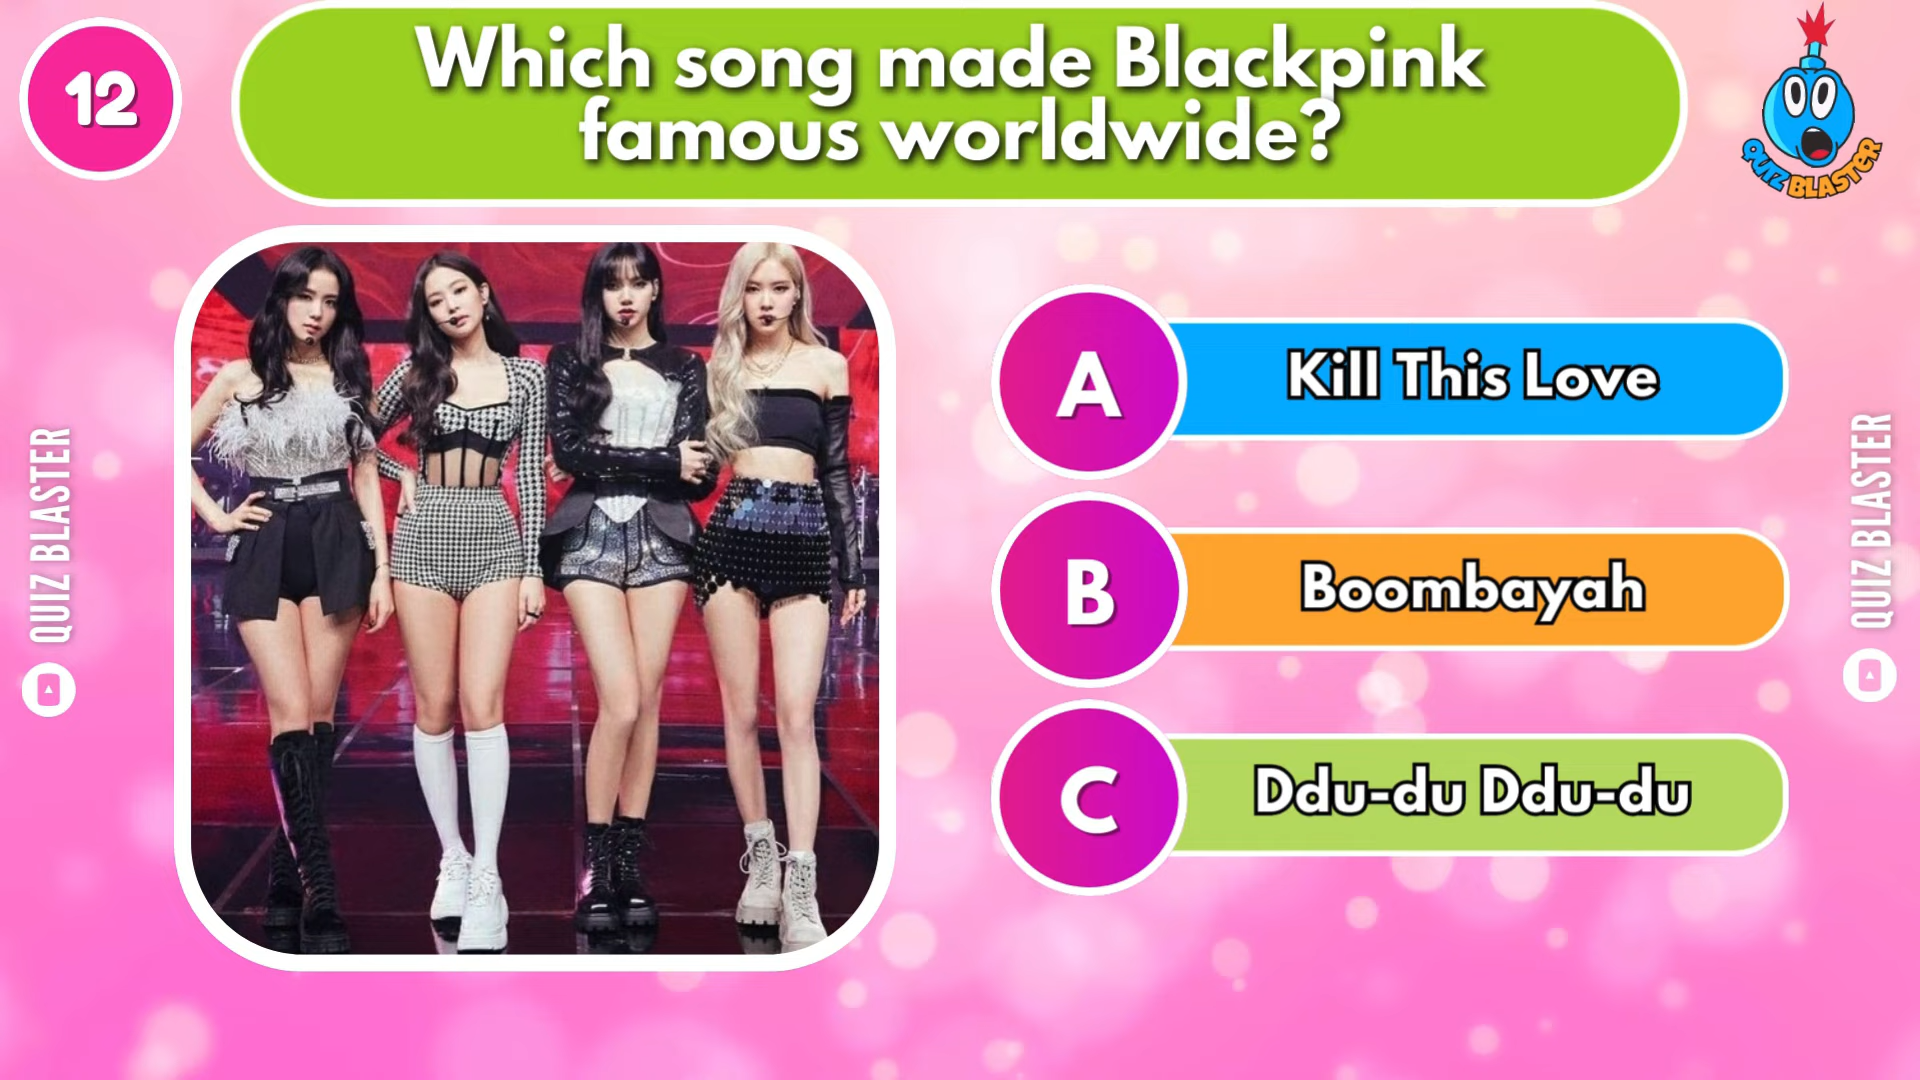 12
Which song made Blackpink
famous worldwide?
QUIZ BLASTER
A
Kill This Love
B
Boombayah
C
Ddu-du Ddu-du
QUIZ BLASTER
QUIZ BLASTER